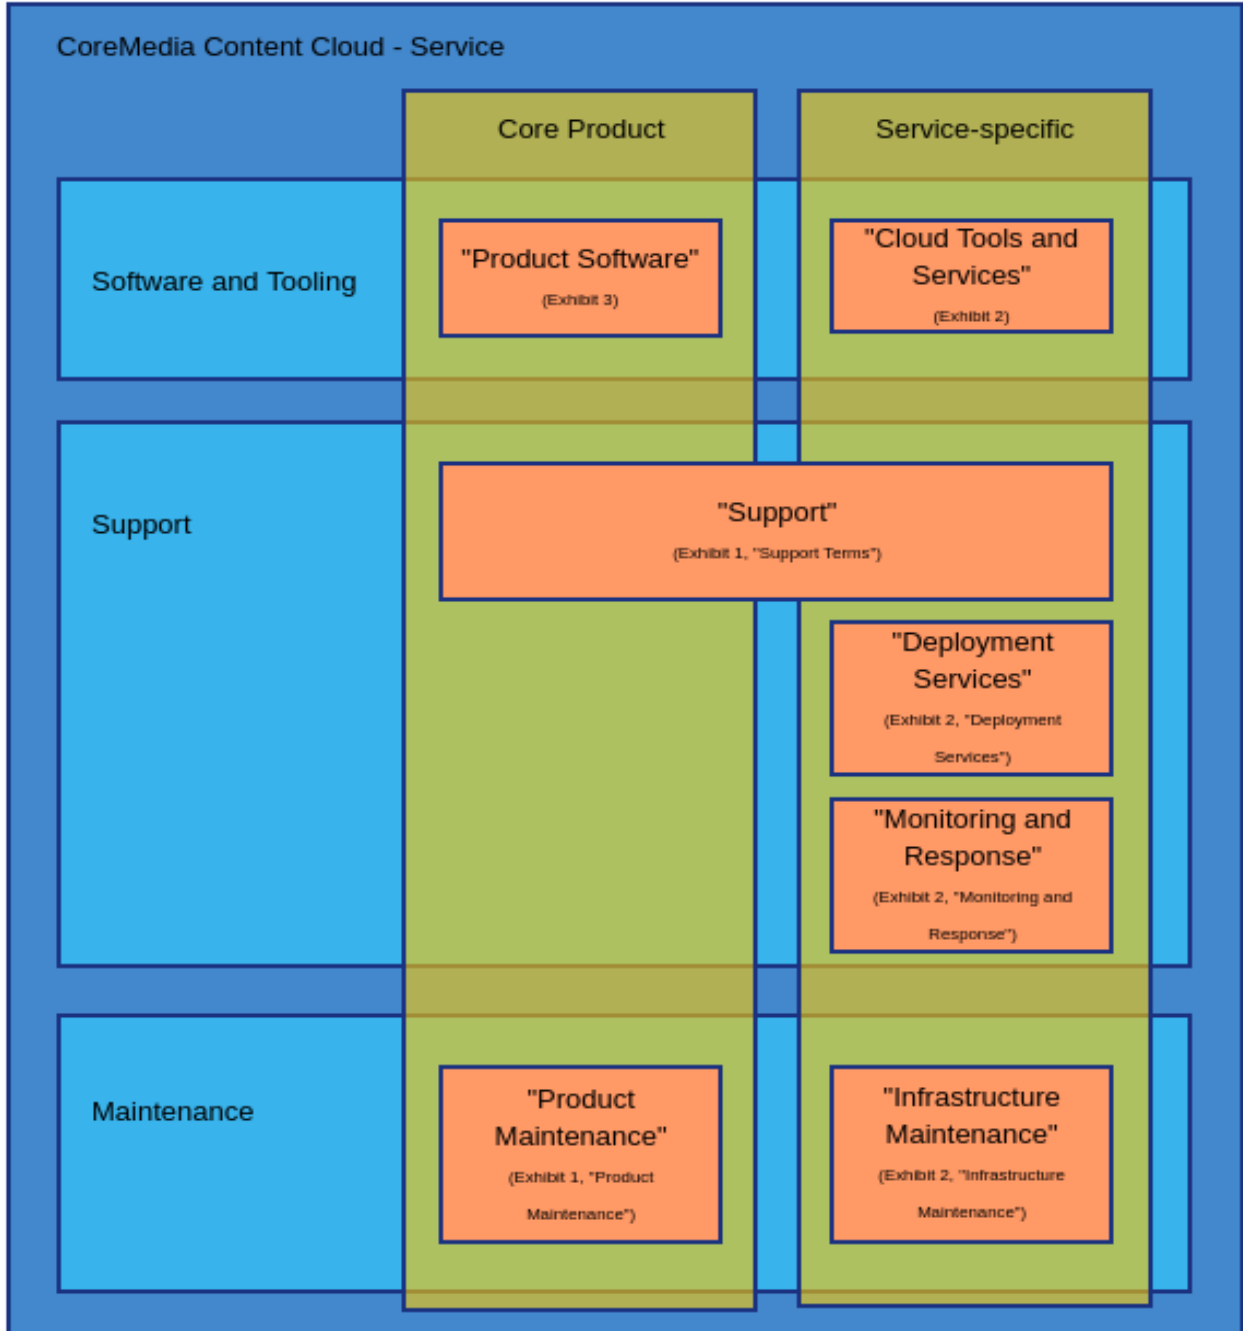 CoreMedia Content Cloud - Service
Core Product
Service-specific
Software and Tooling
"Product Software"
(Exhibit 3)
"Cloud Tools and
Services"
(Exhibit 2)
Support
"Support"
(Exhibit 1, "Support Terms")
"Deployment
Services"
(Exhibit 2, "Deployment
Services")
"Monitoring and
Response"
(Exhibit 2, "Monitoring and
Response")
Maintenance
"Product
Maintenance"
(Exhibit 1, "Product
Maintenance")
"Infrastructure
Maintenance"
(Exhibit 2, "Infrastructure
Maintenance")